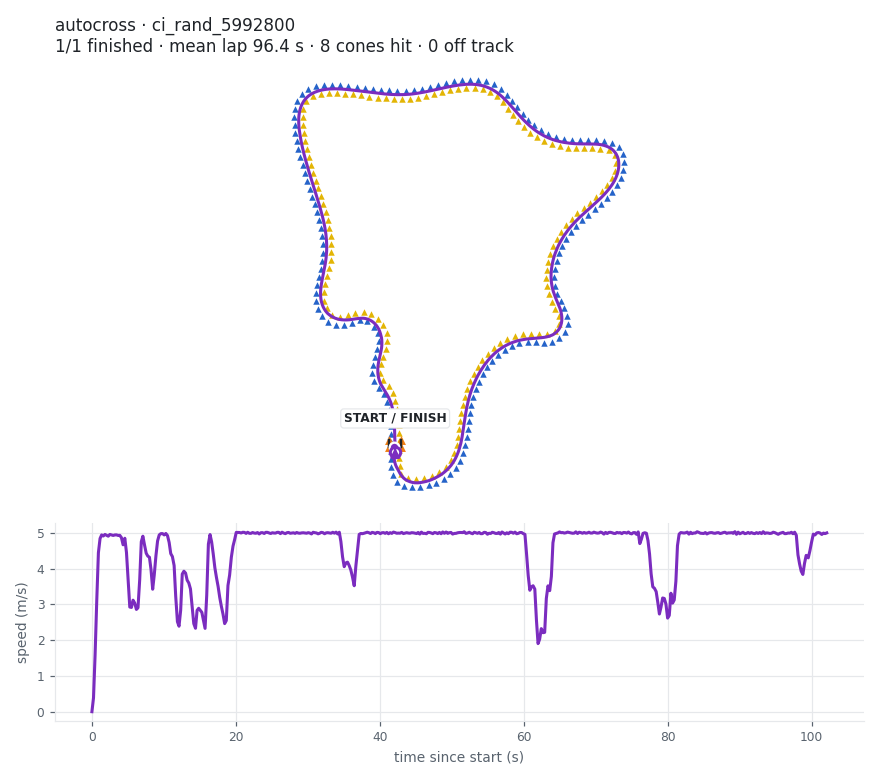 autocross · ci_rand_5992800
1/1 finished · mean lap 96.4 s · 8 cones hit · 0 off track
START / FINISH
5
4
3
2
1
0
speed (m/s)
0 20 40 60 80 100
time since start (s)